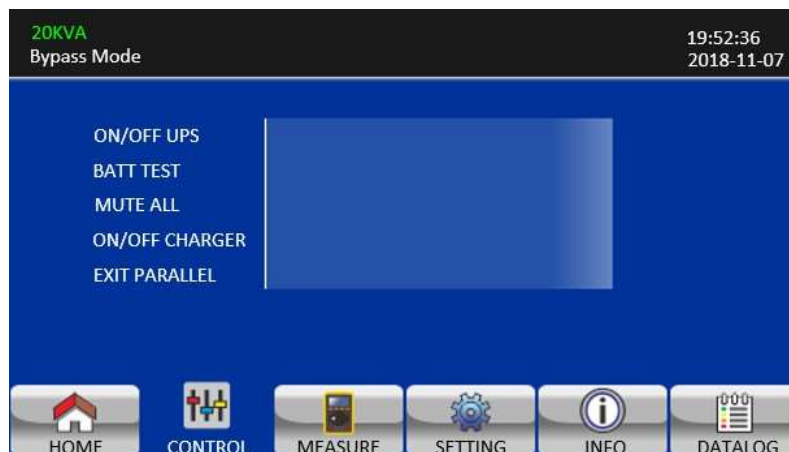 20KVA
Bypass Mode
19:52:36
2018-11-07
ON/OFF UPS
BATT TEST
MUTE ALL
ON/OFF CHARGER
EXIT PARALLEL
HOME
CONTROL
MEASURE
SETTING
INFO
DATALOG